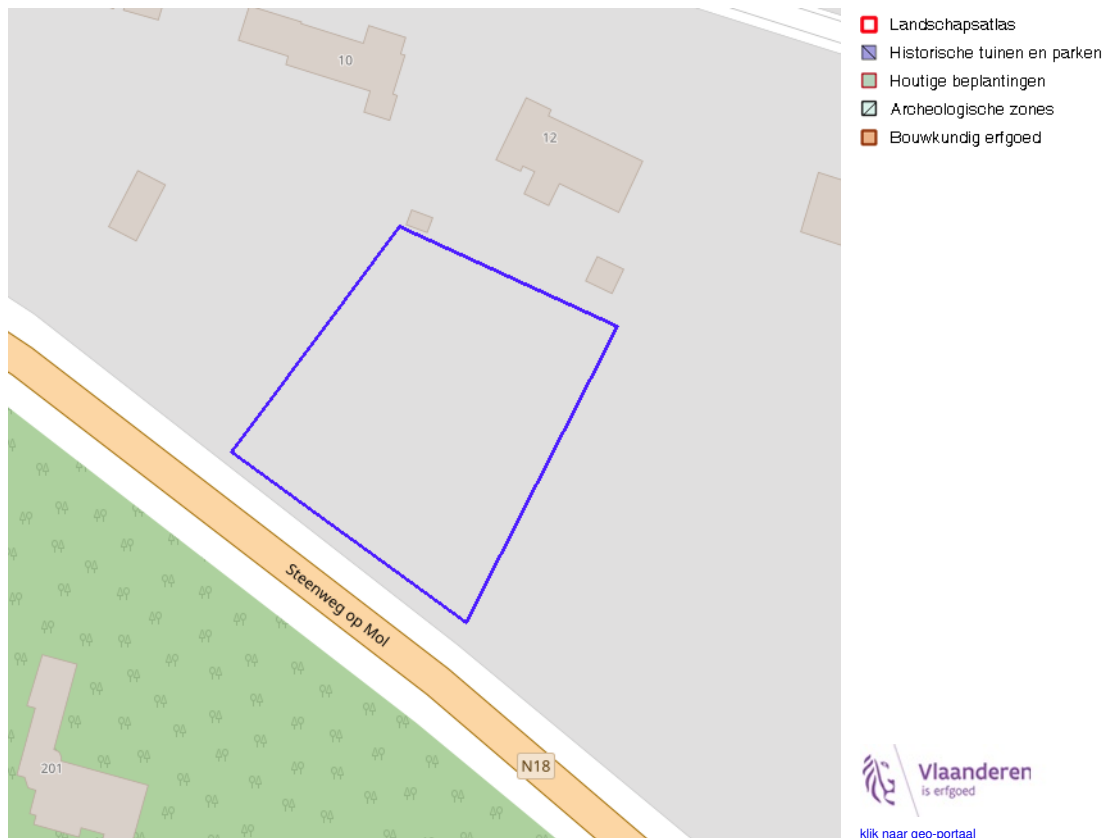 10
12
Steenweg op Mol
N18
201
Landschapsatlas
Historische tuinen en parken
Houtige beplantingen
Archeologische zones
Bouwkundig erfgoed
Vlaanderen
is erfgoed
klik naar geo-portaal